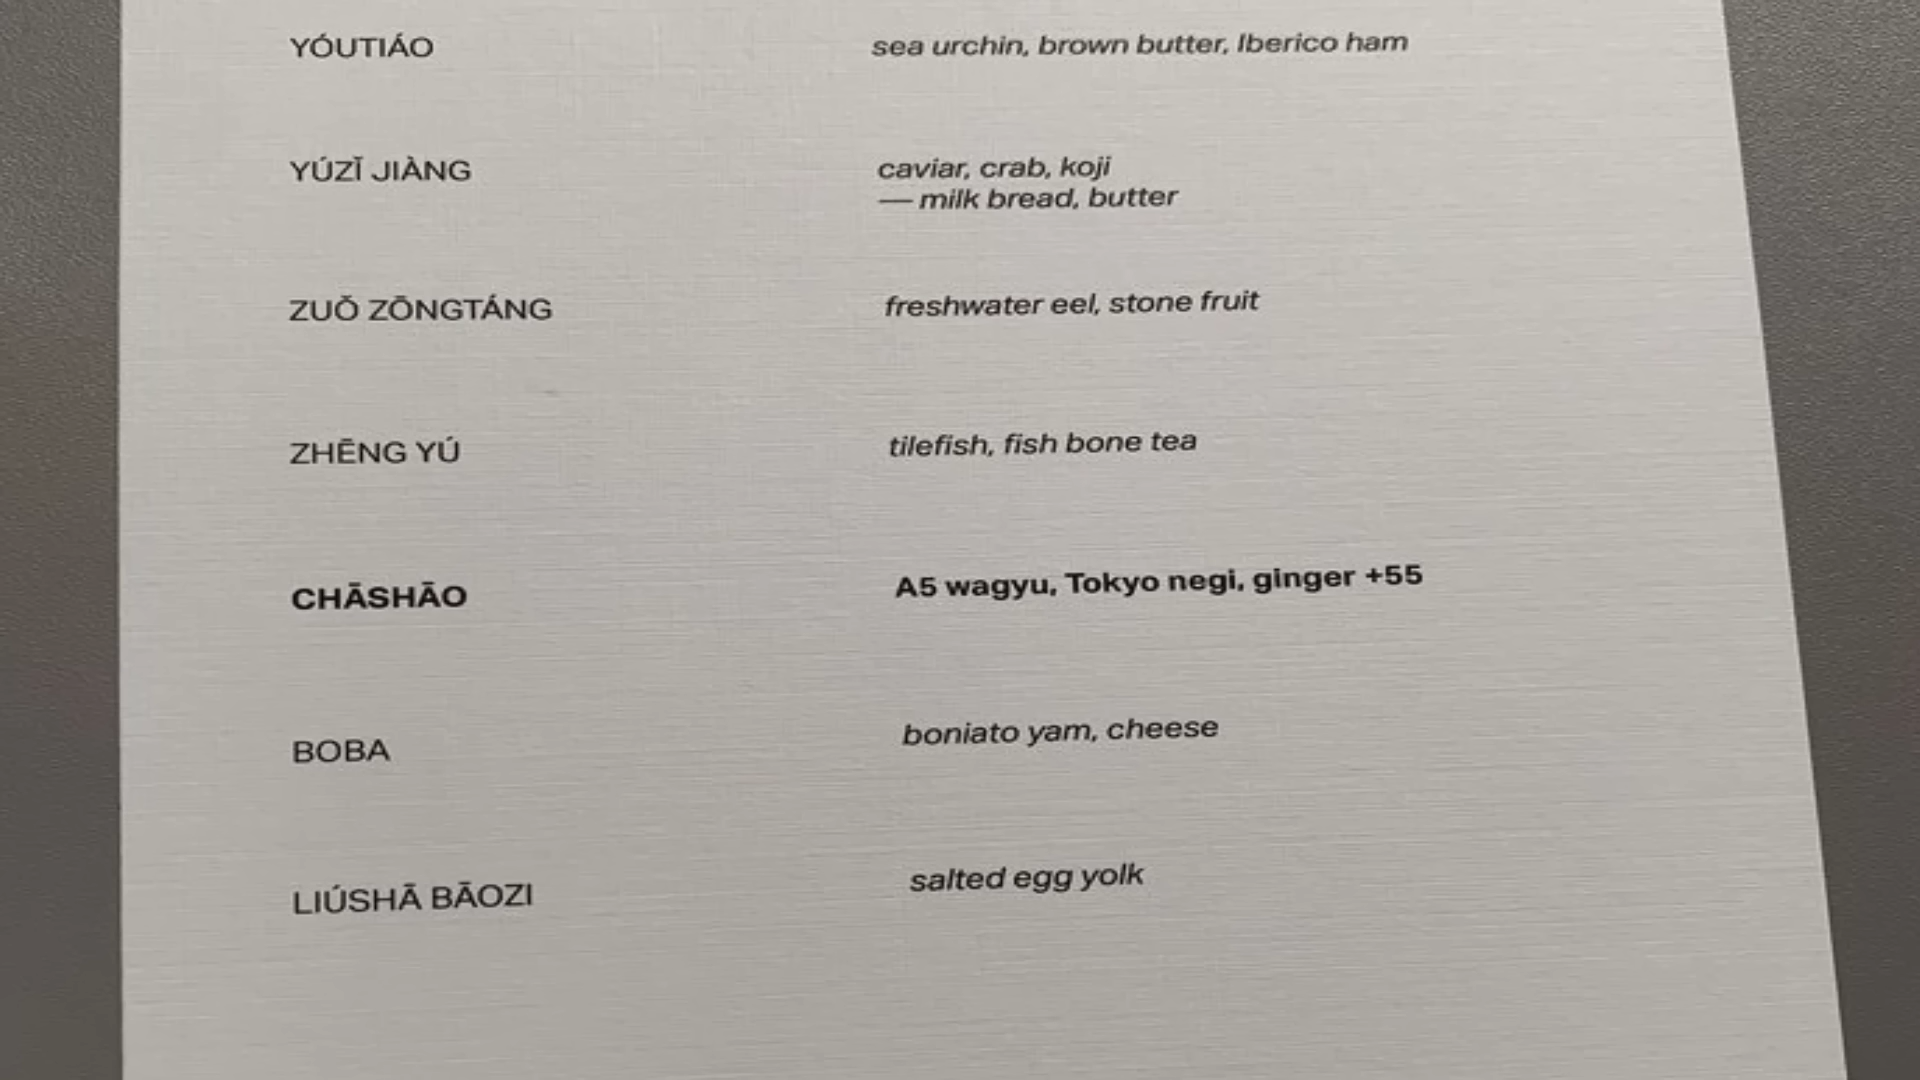 YÓUTIÁO sea urchin, brown butter, Iberico ham
YÚZǏ JIÀNG caviar, crab, koji
— milk bread, butter
ZUǑ ZŌNGTÁNG freshwater eel, stone fruit
ZHĒNG YÚ tilefish, fish bone tea
CHĀSHĀO A5 wagyu, Tokyo negi, ginger +55
BOBA boniato yam, cheese
LIÚSHĀ BĀOZI salted egg yolk